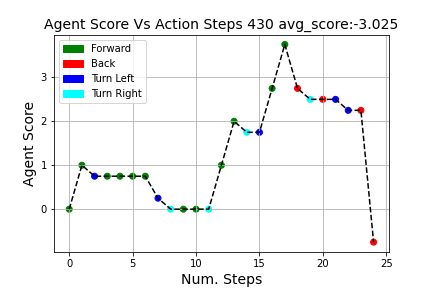 Agent Score Vs Action Steps 430 avg_score:-3.025
Forward
Back
Turn Left
Turn Right
3
2
1
0
Agent Score
0 5 10 15 20 25
Num. Steps